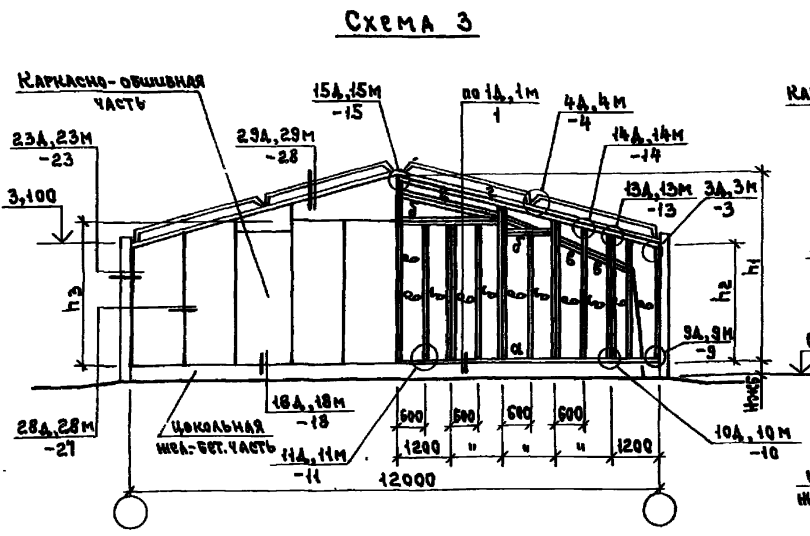 Схема 3
Каркасно-обшивная
часть
15Д,15м
-15
по 1Д,1м
1
4Д,4м
-4
Ка
23Д,23м
-23
29Д,29м
-28
14Д,14м
-14
13Д,13м
-13
3Д,3м
-3
3,100
h3
h2
h1
б
г
б
в
в
а
9Д,9м
-9
28Д,28м
-27
цокольная
жел.-бет.часть
18Д,18м
-18
11Д,11м
-11
600
600
600
600
1200
"
"
"
1200
10Д,10м
-10
12000